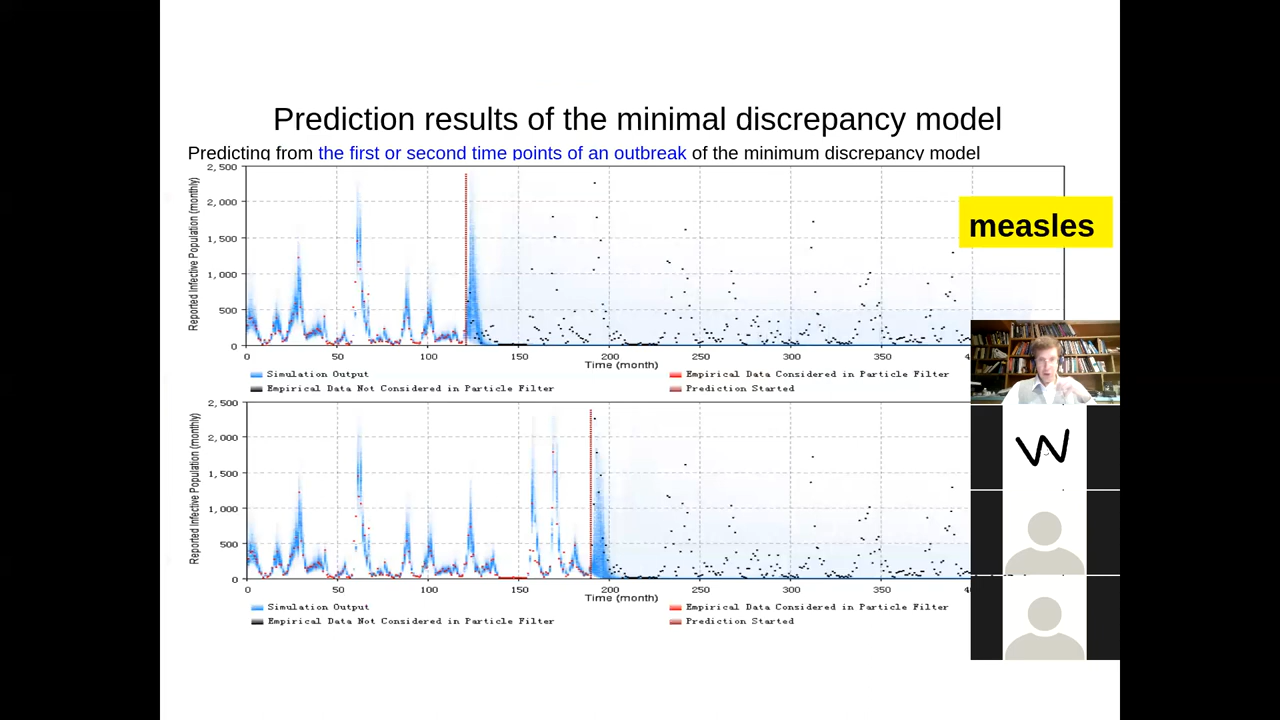 Prediction results of the minimal discrepancy model
Predicting from the first or second time points of an outbreak of the minimum discrepancy model
measles
Reported Infective Population (monthly)
2,500
2,000
1,500
1,000
500
0
0 50 100 150 200 250 300 350 4
Time (month)
Simulation Output
Empirical Data Considered in Particle Filter
Empirical Data Not Considered in Particle Filter
Prediction Started
Reported Infective Population (monthly)
2,500
2,000
1,500
1,000
500
0
0 50 100 150 200 250 300 350 4
Time (month)
Simulation Output
Empirical Data Considered in Particle Filter
Empirical Data Not Considered in Particle Filter
Prediction Started
W